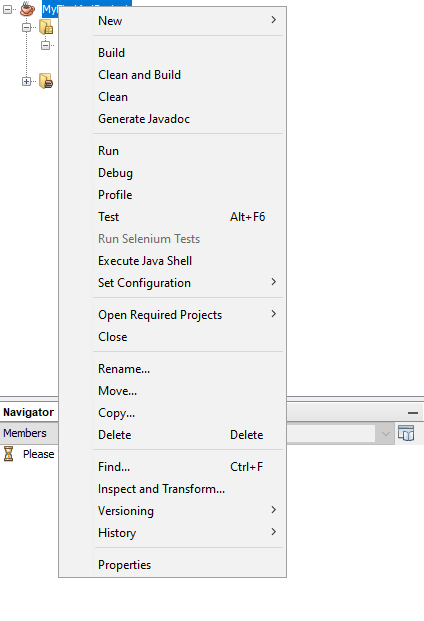 New
Build
Clean and Build
Clean
Generate Javadoc
Run
Debug
Profile
Test Alt+F6
Run Selenium Tests
Execute Java Shell
Set Configuration
Open Required Projects
Close
Rename...
Move...
Copy...
Delete Delete
Navigator
Members
Please
Find... Ctrl+F
Inspect and Transform...
Versioning
History
Properties